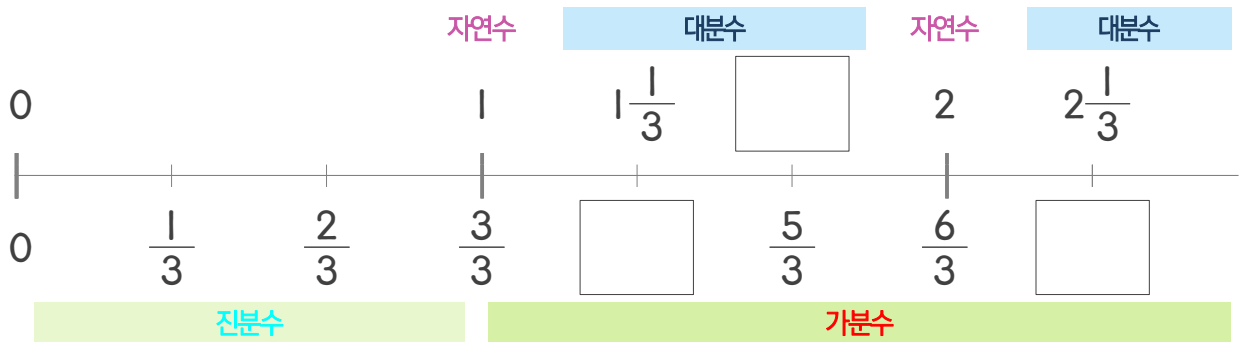 자연수 대분수 자연수 대분수
0 1 1 1/3 2 2 1/3
0 1/3 2/3 3/3 5/3 6/3
진분수 가분수